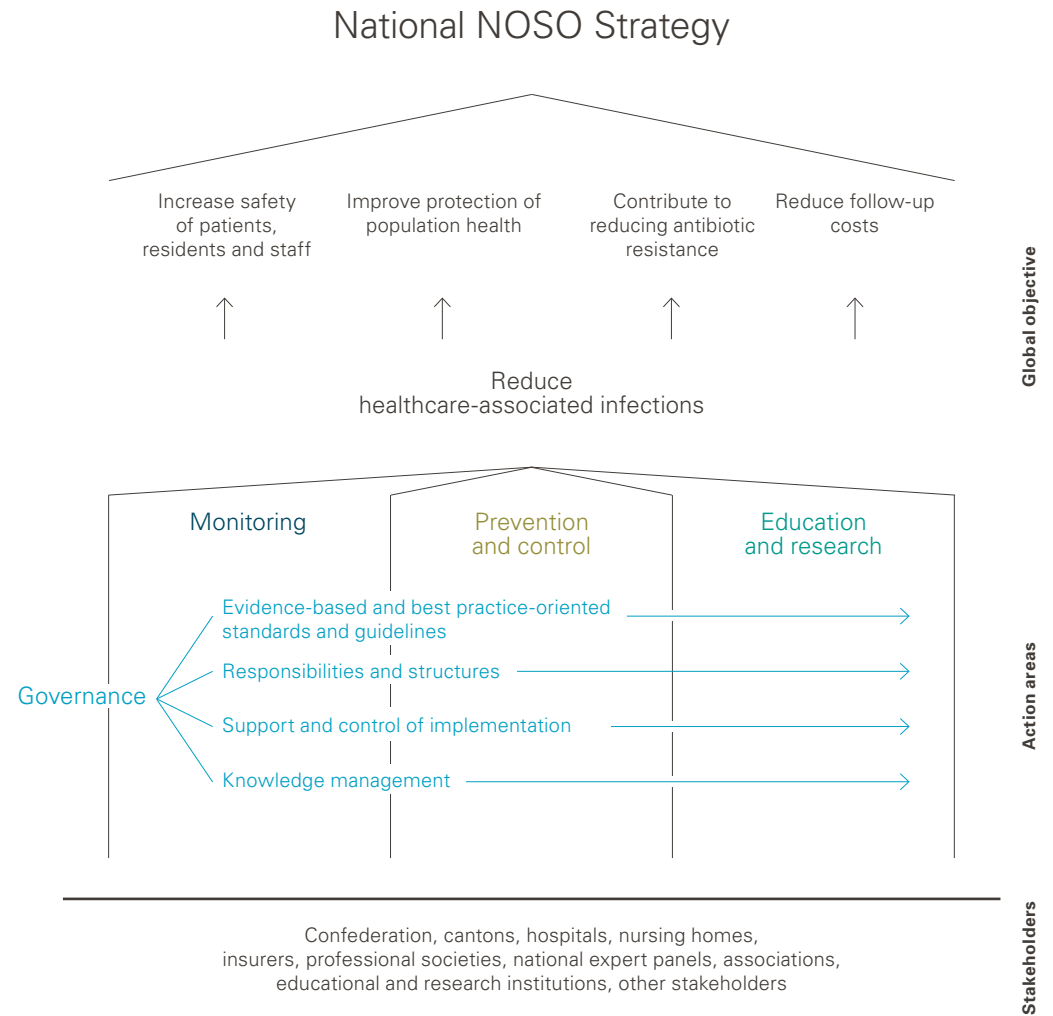 National NOSO Strategy
Increase safety
of patients,
residents and staff
Improve protection of
population health
Contribute to
reducing antibiotic
resistance
Reduce follow-up
costs
Global objective
Reduce
healthcare-associated infections
Monitoring
Prevention
and control
Education
and research
Governance
Evidence-based and best practice-oriented
standards and guidelines
Responsibilities and structures
Support and control of implementation
Knowledge management
Action areas
Confederation, cantons, hospitals, nursing homes,
insurers, professional societies, national expert panels, associations,
educational and research institutions, other stakeholders
Stakeholders